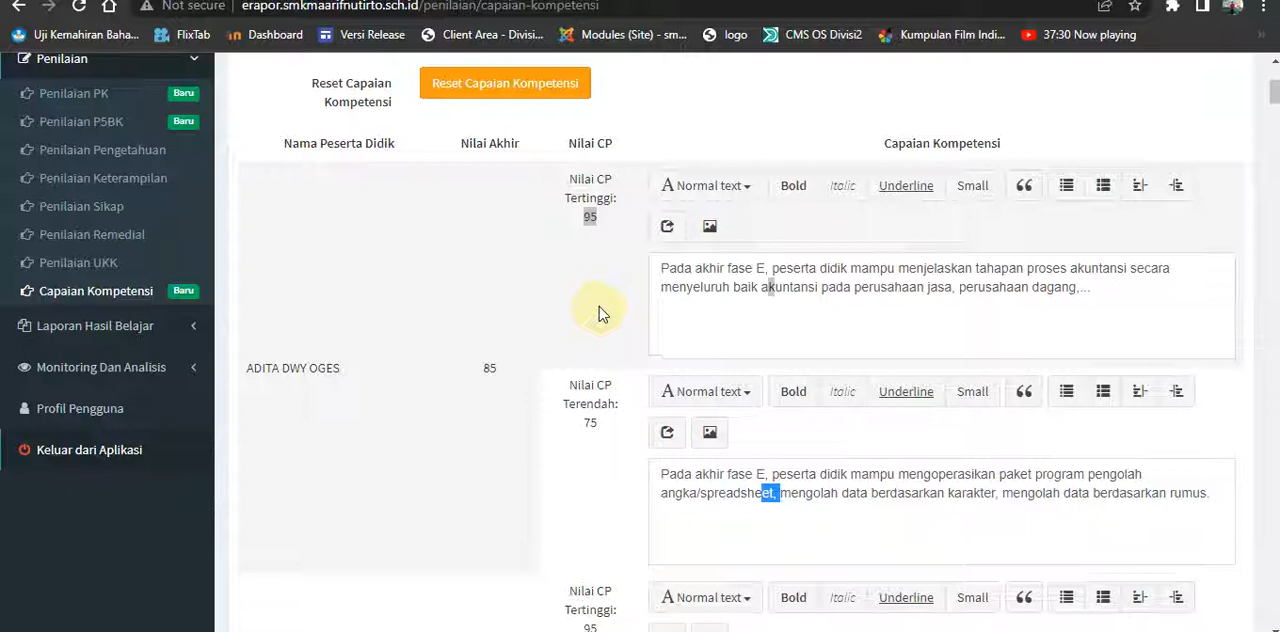 Not secure | erapor.smkmaarifnutirto.sch.id/penilaian/capaian-kompetensi
Uji Kemahiran Baha... FlixTab Dashboard Versi Release Client Area - Divisi... Modules (Site) - sm... logo CMS OS Divisi2 Kumpulan Film Indi... 37:30 Now playing
Penilaian
Penilaian PK Baru
Penilaian P5BK Baru
Penilaian Pengetahuan
Penilaian Keterampilan
Penilaian Sikap
Penilaian Remedial
Penilaian UKK
Capaian Kompetensi Baru
Laporan Hasil Belajar
Monitoring Dan Analisis
Profil Pengguna
Keluar dari Aplikasi
Reset Capaian
Kompetensi
Reset Capaian Kompetensi
Nama Peserta Didik Nilai Akhir Nilai CP Capaian Kompetensi
ADITA DWY OGES 85
Nilai CP
Tertinggi:
95
A Normal text Bold Italic Underline Small
Pada akhir fase E, peserta didik mampu menjelaskan tahapan proses akuntansi secara
menyeluruh baik akuntansi pada perusahaan jasa, perusahaan dagang,...
Nilai CP
Terendah:
75
A Normal text Bold Italic Underline Small
Pada akhir fase E, peserta didik mampu mengoperasikan paket program pengolah
angka/spreadsheet, mengolah data berdasarkan karakter, mengolah data berdasarkan rumus.
Nilai CP
Tertinggi:
95
A Normal text Bold Italic Underline Small